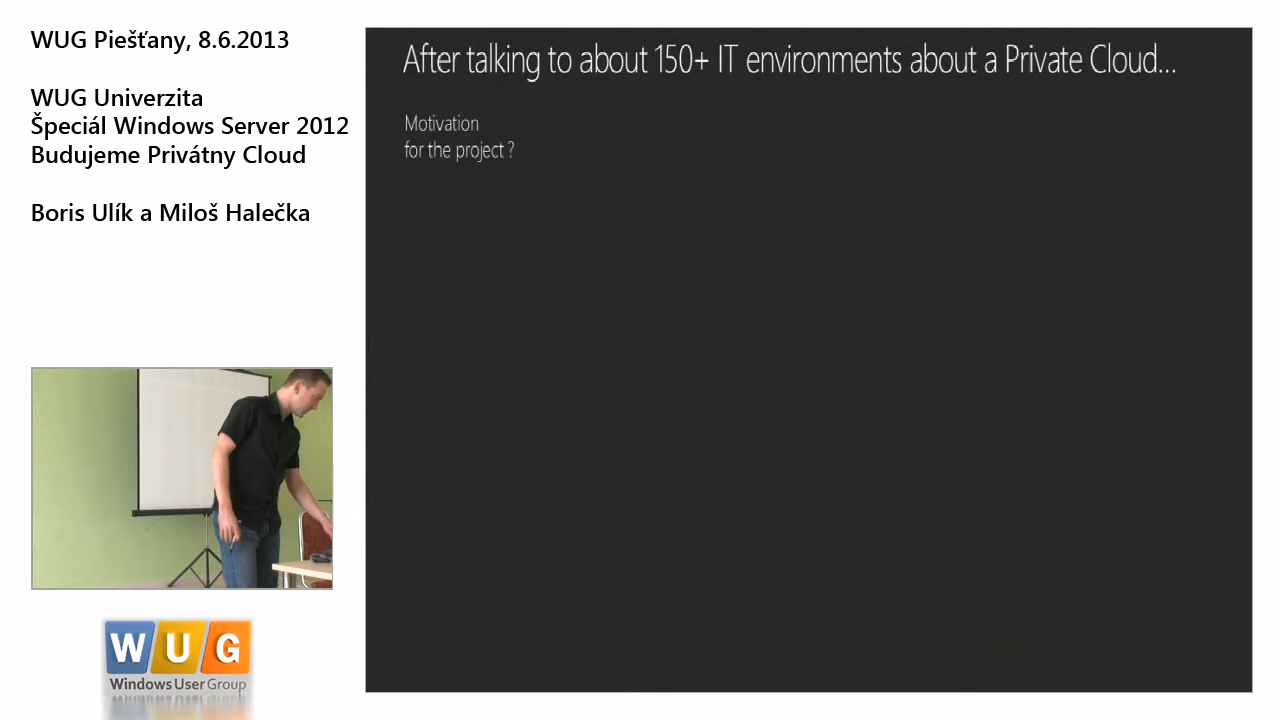 WUG Piešťany, 8.6.2013
WUG Univerzita
Špeciál Windows Server 2012
Budujeme Privátny Cloud
Boris Ulík a Miloš Halečka
WUG
Windows User Group
After talking to about 150+ IT environments about a Private Cloud...
Motivation
for the project ?